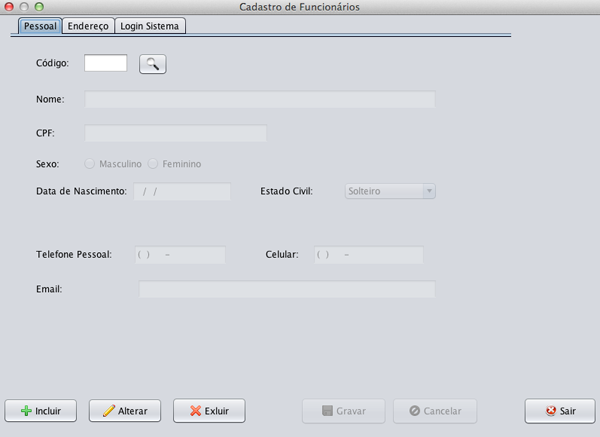 Cadastro de Funcionários
Pessoal Endereço Login Sistema
Código:
Nome:
CPF:
Sexo: Masculino Feminino
Data de Nascimento: / / Estado Civil: Solteiro
Telefone Pessoal: ( ) - Celular: ( ) -
Email:
Incluir Alterar Exluir Gravar Cancelar Sair